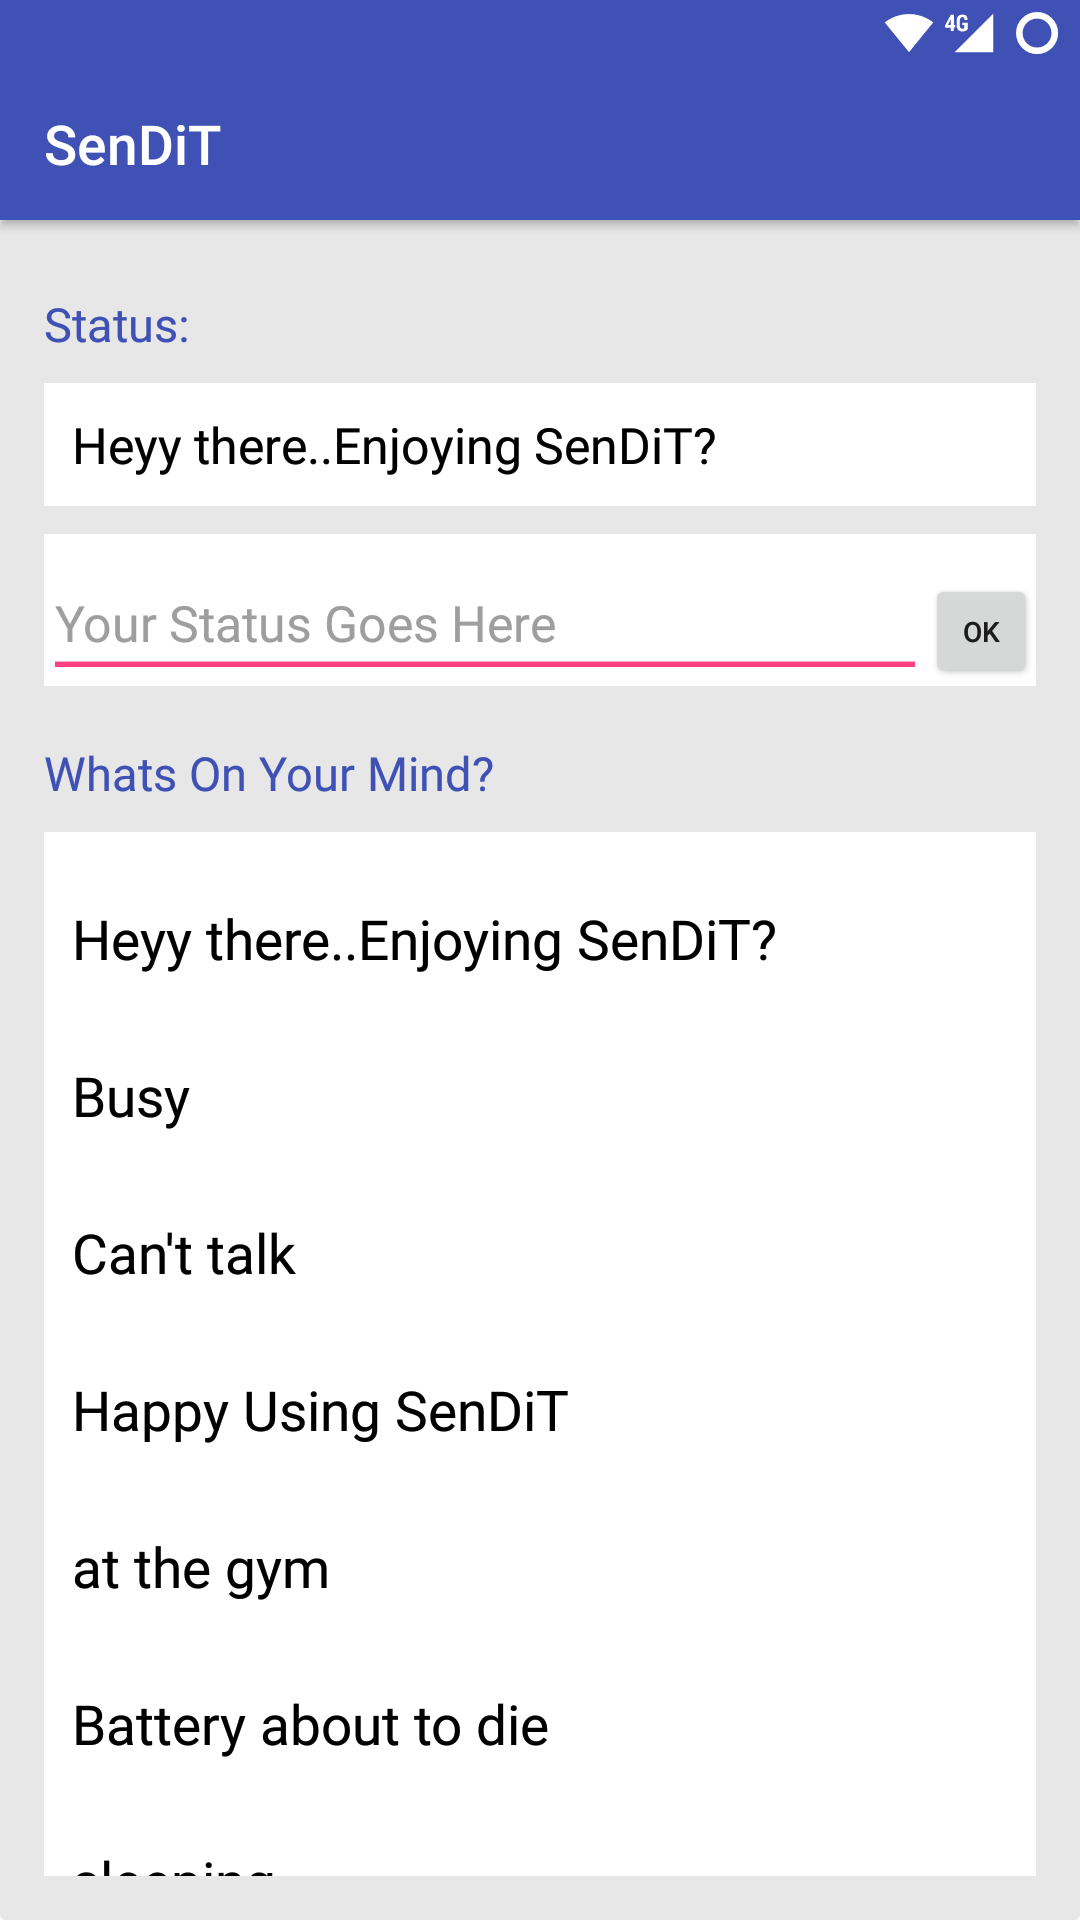 4G
SenDiT
Status:
Heyy there..Enjoying SenDiT?
Your Status Goes Here
OK
Whats On Your Mind?
Heyy there..Enjoying SenDiT?
Busy
Can't talk
Happy Using SenDiT
at the gym
Battery about to die
sleeping